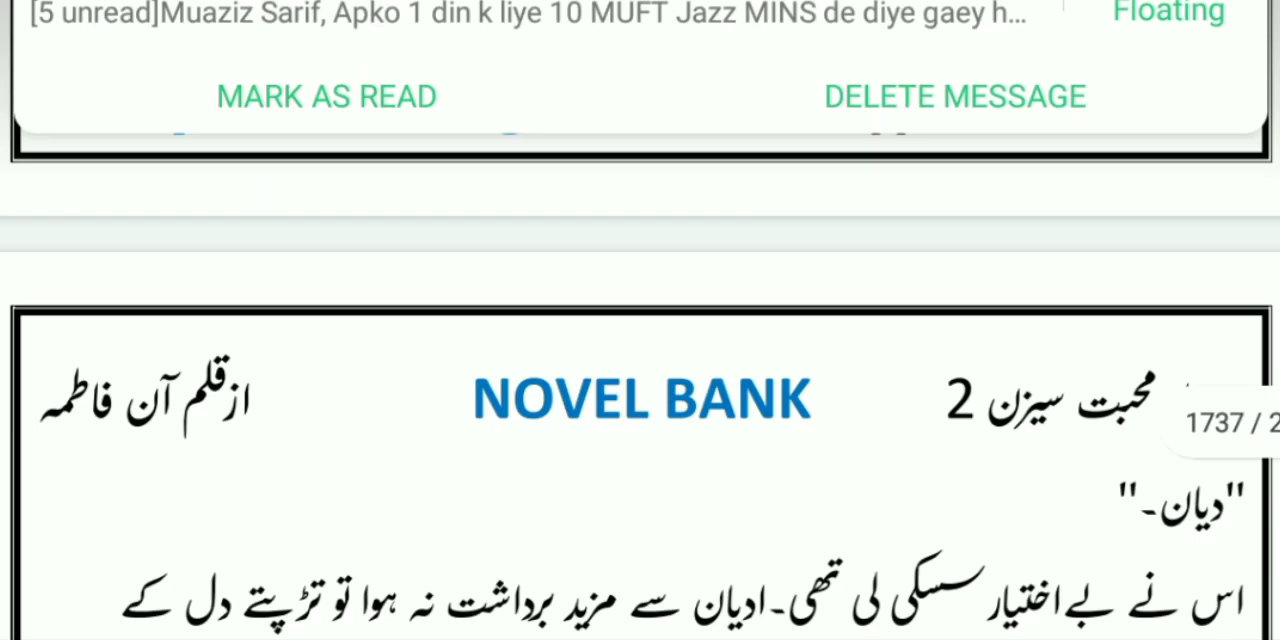 [5 unread]Muaziz Sarif, Apko 1 din k liye 10 MUFT Jazz MINS de diye gaey h...
Floating
MARK AS READ DELETE MESSAGE
محبت سیزن 2 NOVEL BANK ازقلم آن فاطمہ
1737 / 2
"دیان۔"
اس نے بےاختیار سسکی لی تھی۔ادیان سے مزید برداشت نہ ہوا تو تڑپتے دل کے